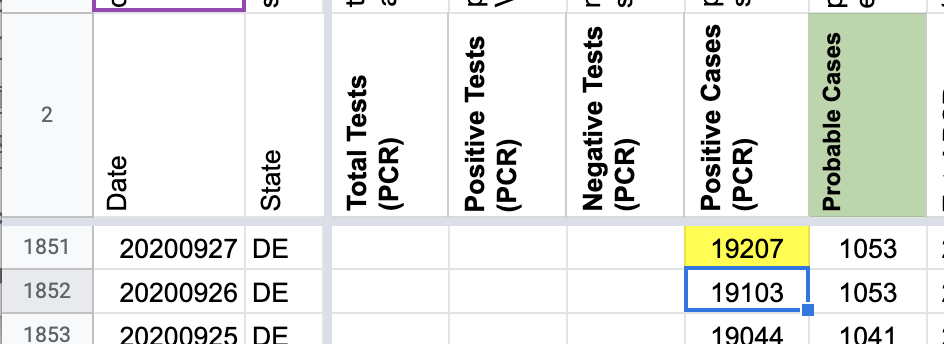 2
Date
State
Total Tests
(PCR)
Positive Tests
(PCR)
Negative Tests
(PCR)
Positive Cases
(PCR)
Probable Cases
1851 20200927 DE 19207 1053
1852 20200926 DE 19103 1053
1853 20200925 DE 19044 1041